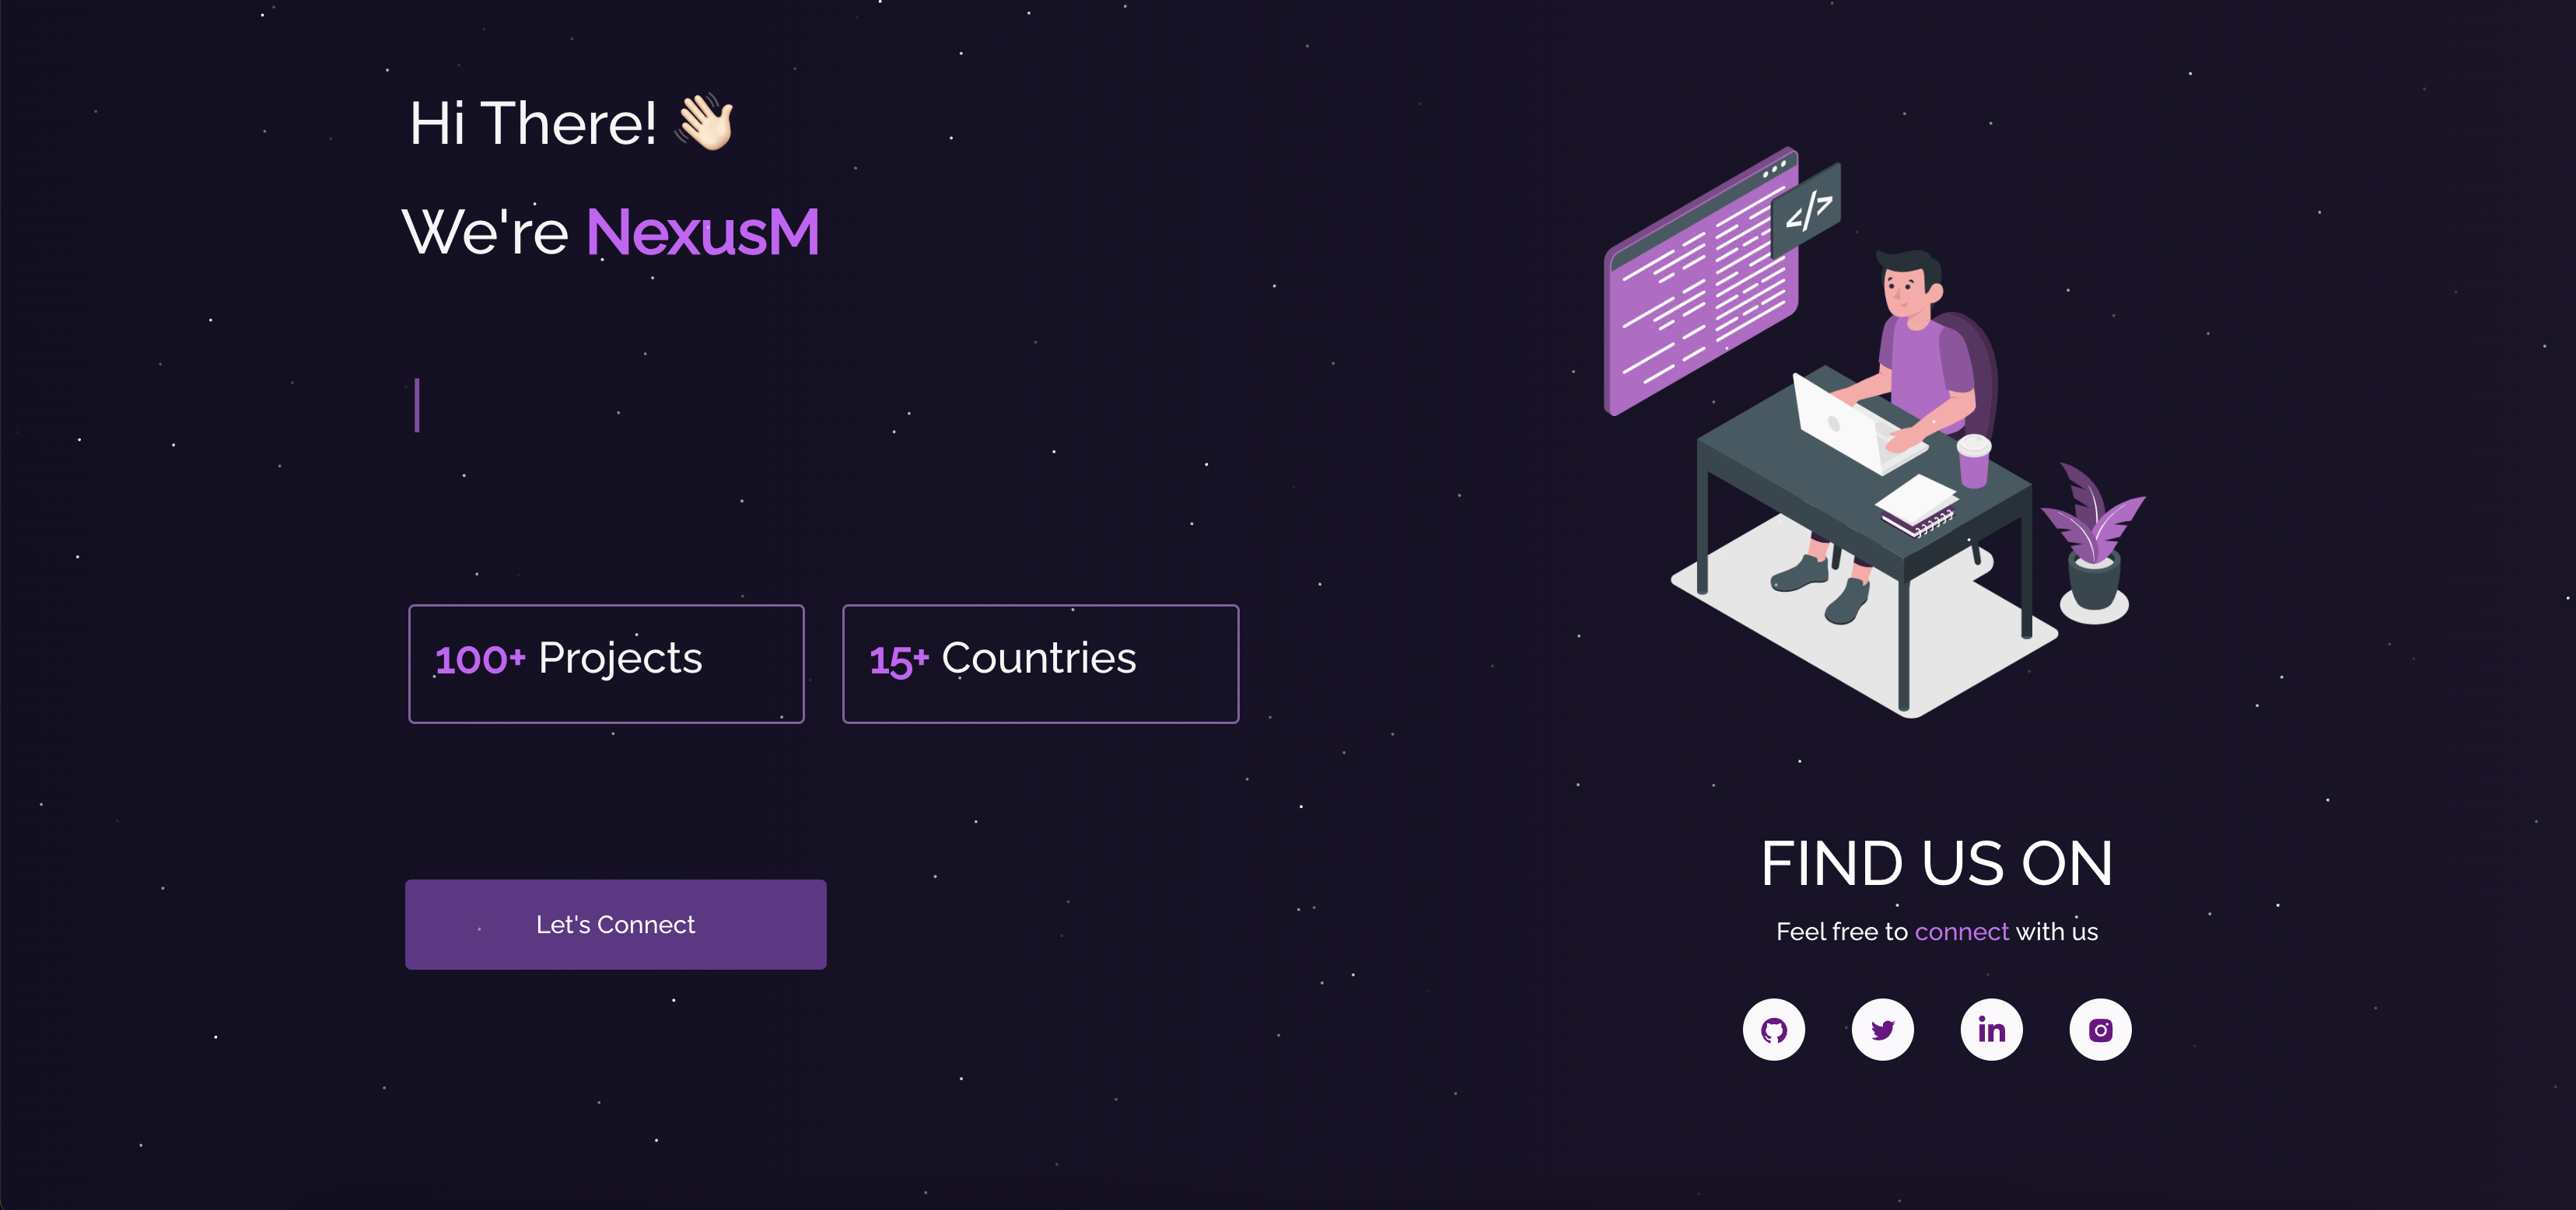 Hi There! 👋🏻
We're NexusM
</>
100+ Projects
15+ Countries
Let's Connect
FIND US ON
Feel free to connect with us
in